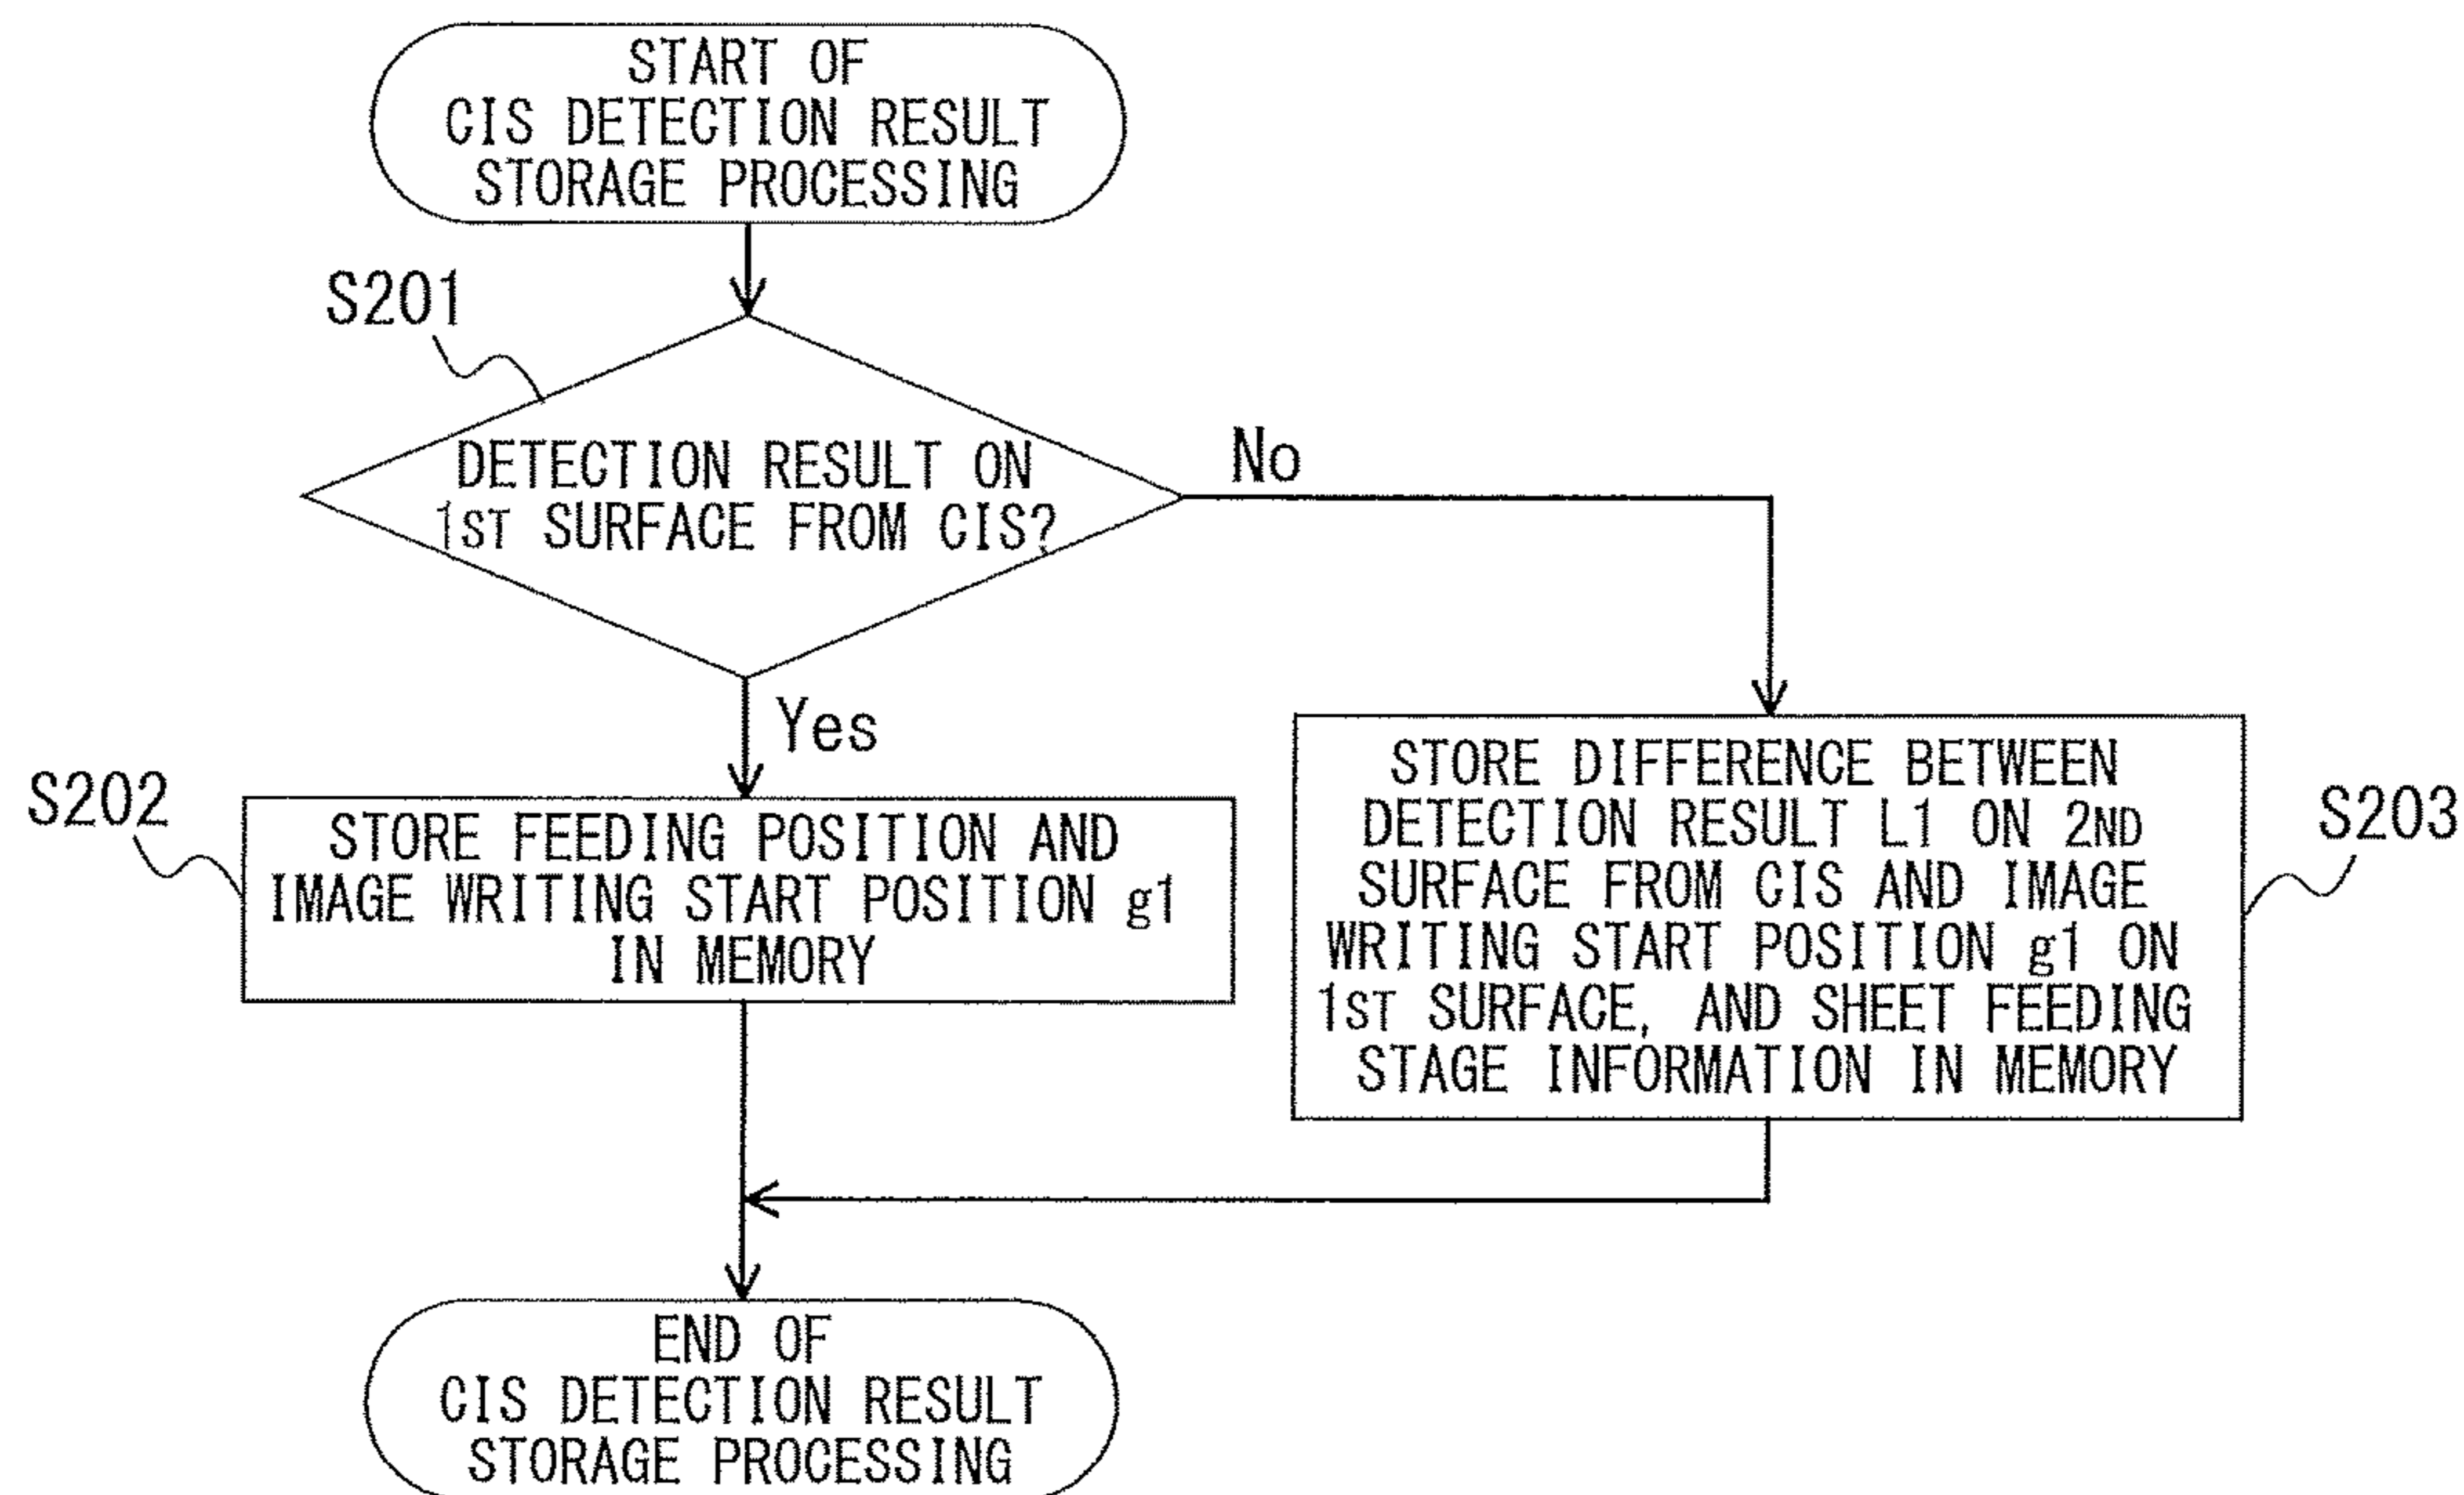 START OF
CIS DETECTION RESULT
STORAGE PROCESSING
S201
DETECTION RESULT ON
1ST SURFACE FROM CIS?
No
Yes
S202
STORE FEEDING POSITION AND
IMAGE WRITING START POSITION g1
IN MEMORY
STORE DIFFERENCE BETWEEN
DETECTION RESULT L1 ON 2ND
SURFACE FROM CIS AND IMAGE
WRITING START POSITION g1 ON
1ST SURFACE, AND SHEET FEEDING
STAGE INFORMATION IN MEMORY
S203
END OF
CIS DETECTION RESULT
STORAGE PROCESSING